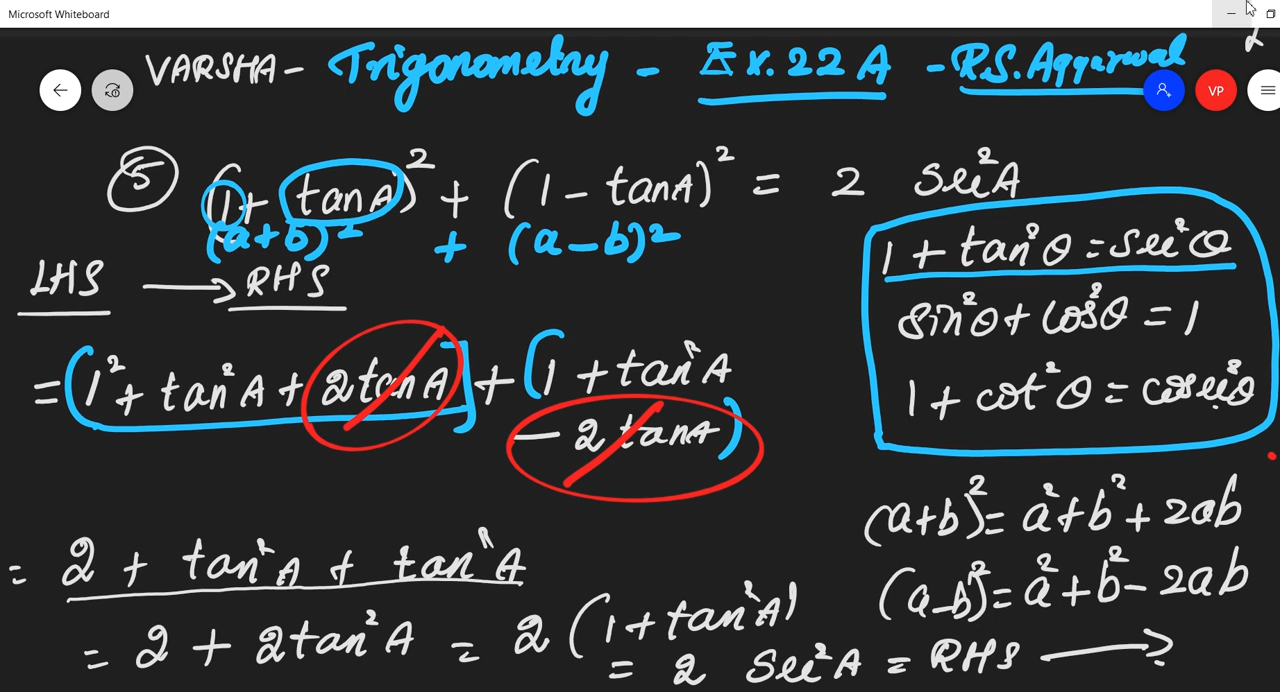 Microsoft Whiteboard
VARSHA - Trigonometry - Ex. 22 A - R.S. Aggarwal
VP
⑤ (1 + tanA)² + (1 - tanA)² = 2 sec²A
(a+b)² + (a-b)²
LHS → RHS
1 + tan²θ = sec²θ
sin²θ + cos²θ = 1
1 + cot²θ = cosec²θ
= (1² + tan²A + 2tanA] + (1 + tan²A
- 2 tanA)
(a+b)² = a² + b² + 2ab
(a-b)² = a² + b² - 2ab
= 2 + tan²A + tan²A
= 2 + 2tan²A = 2 (1 + tan²A)
= 2 sec²A = RHS